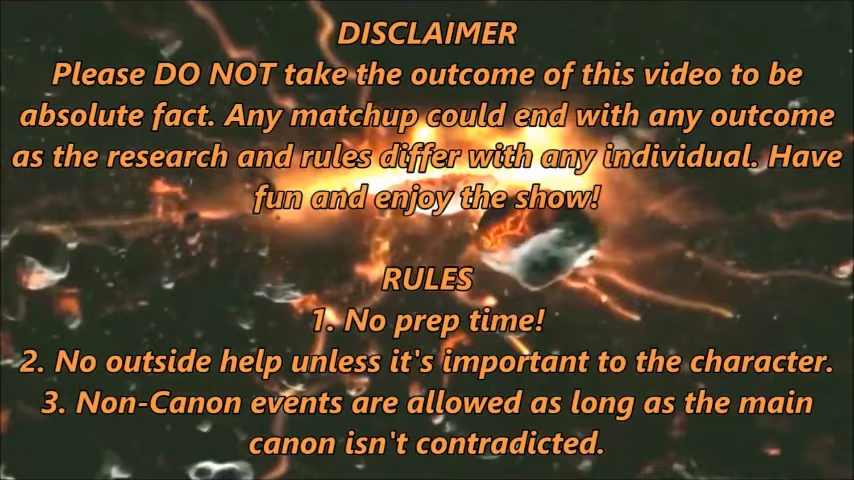 DISCLAIMER
Please DO NOT take the outcome of this video to be
absolute fact. Any matchup could end with any outcome
as the research and rules differ with any individual. Have
fun and enjoy the show!
RULES
1. No prep time!
2. No outside help unless it's important to the character.
3. Non-Canon events are allowed as long as the main
canon isn't contradicted.